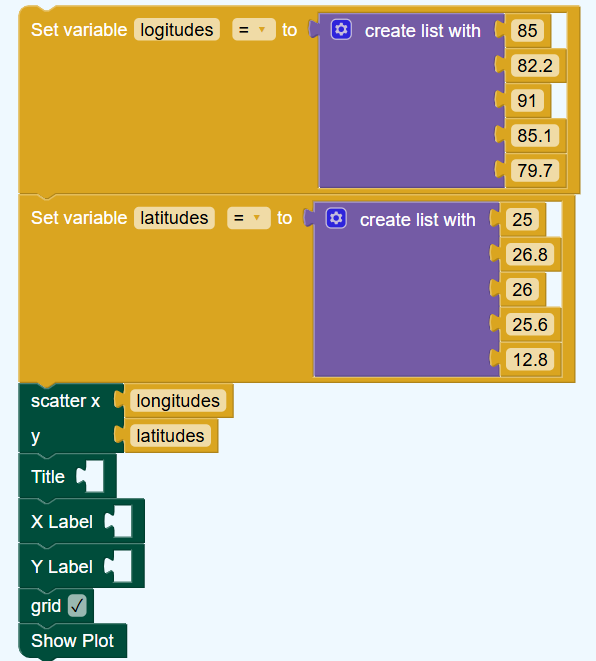 Set variable logitudes = to create list with 85
82.2
91
85.1
79.7
Set variable latitudes = to create list with 25
26.8
26
25.6
12.8
scatter x longitudes
y latitudes
Title
X Label
Y Label
grid ✓
Show Plot